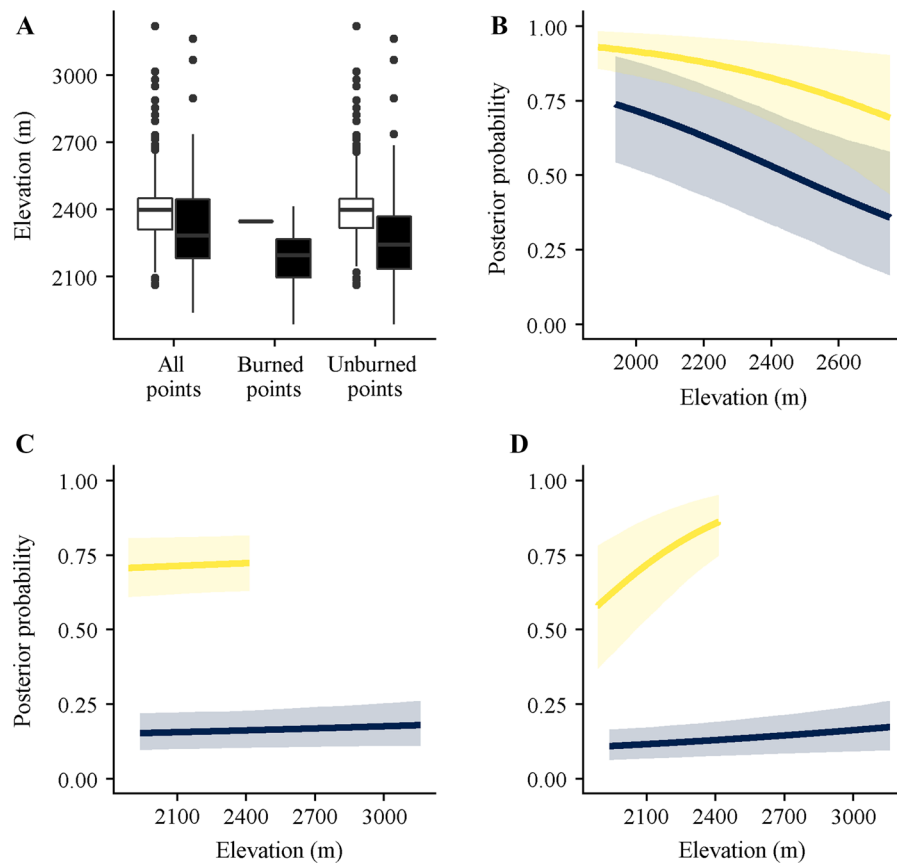 A
Elevation (m)
3000
2700
2400
2100
All
points
Burned
points
Unburned
points
B
Posterior probability
1.00
0.75
0.50
0.25
0.00
2000
2200
2400
2600
Elevation (m)
C
Posterior probability
1.00
0.75
0.50
0.25
0.00
2100
2400
2700
3000
Elevation (m)
D
1.00
0.75
0.50
0.25
0.00
2100
2400
2700
3000
Elevation (m)